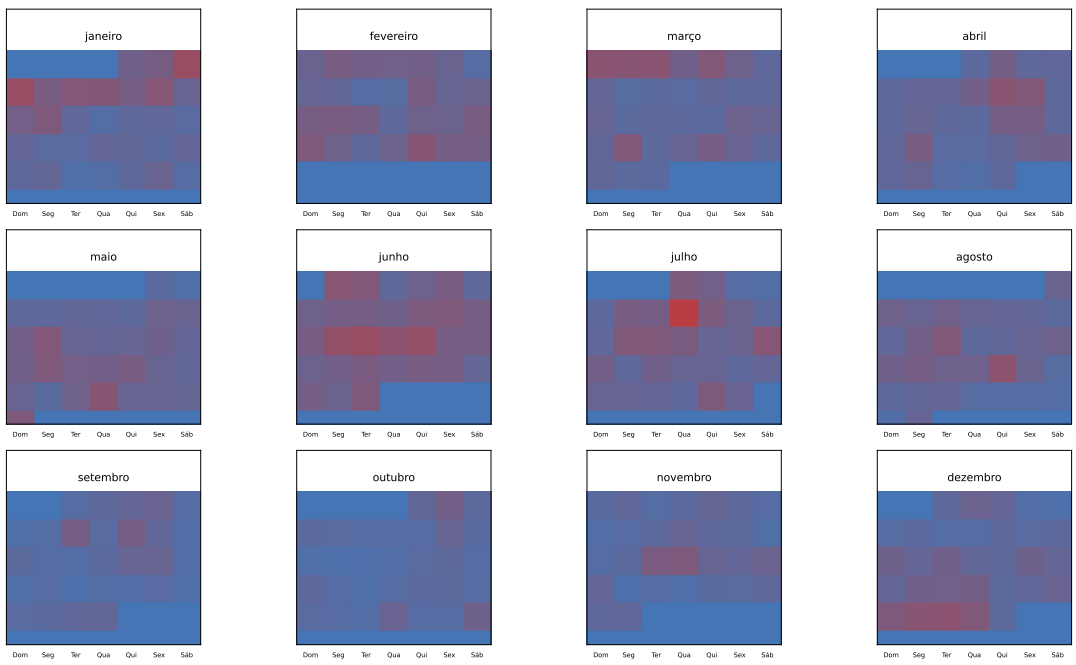 janeiro fevereiro março abril
Dom Seg Ter Qua Qui Sex Sáb Dom Seg Ter Qua Qui Sex Sáb Dom Seg Ter Qua Qui Sex Sáb Dom Seg Ter Qua Qui Sex Sáb
maio junho julho agosto
Dom Seg Ter Qua Qui Sex Sáb Dom Seg Ter Qua Qui Sex Sáb Dom Seg Ter Qua Qui Sex Sáb Dom Seg Ter Qua Qui Sex Sáb
setembro outubro novembro dezembro
Dom Seg Ter Qua Qui Sex Sáb Dom Seg Ter Qua Qui Sex Sáb Dom Seg Ter Qua Qui Sex Sáb Dom Seg Ter Qua Qui Sex Sáb